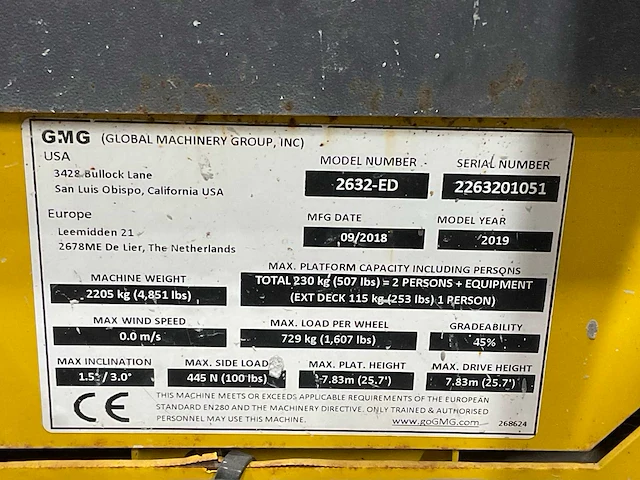 GMG (GLOBAL MACHINERY GROUP, INC)
USA
3428 Bullock Lane
San Luis Obispo, California USA
Europe
Leemidden 21
2678ME De Lier, The Netherlands
MODEL NUMBER
2632-ED
SERIAL NUMBER
2263201051
MFG DATE
09/2018
MODEL YEAR
2019
MACHINE WEIGHT
2205 kg (4,851 lbs)
MAX. PLATFORM CAPACITY INCLUDING PERSONS
TOTAL 230 kg (507 lbs) = 2 PERSONS + EQUIPMENT
(EXT DECK 115 kg (253 lbs) 1 PERSON)
MAX WIND SPEED
0.0 m/s
MAX. LOAD PER WHEEL
729 kg (1,607 lbs)
GRADEABILITY
45%
MAX INCLINATION
1.5° / 3.0°
MAX. SIDE LOAD
445 N (100 lbs)
MAX. PLAT. HEIGHT
7.83m (25.7')
MAX. DRIVE HEIGHT
7.83m (25.7')
CE
THIS MACHINE MEETS OR EXCEEDS APPLICABLE REQUIREMENTS OF THE EUROPEAN
STANDARD EN280 AND THE MACHINERY DIRECTIVE. ONLY TRAINED & AUTHORISED
PERSONNEL MAY USE THIS MACHINE.
www.goGMG.com
268624